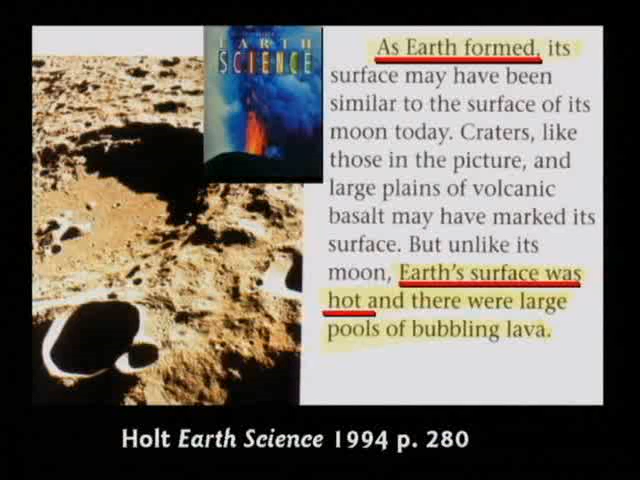 EARTH
SCIENCE
As Earth formed, its
surface may have been
similar to the surface of its
moon today. Craters, like
those in the picture, and
large plains of volcanic
basalt may have marked its
surface. But unlike its
moon, Earth's surface was
hot and there were large
pools of bubbling lava.
Holt Earth Science 1994 p. 280